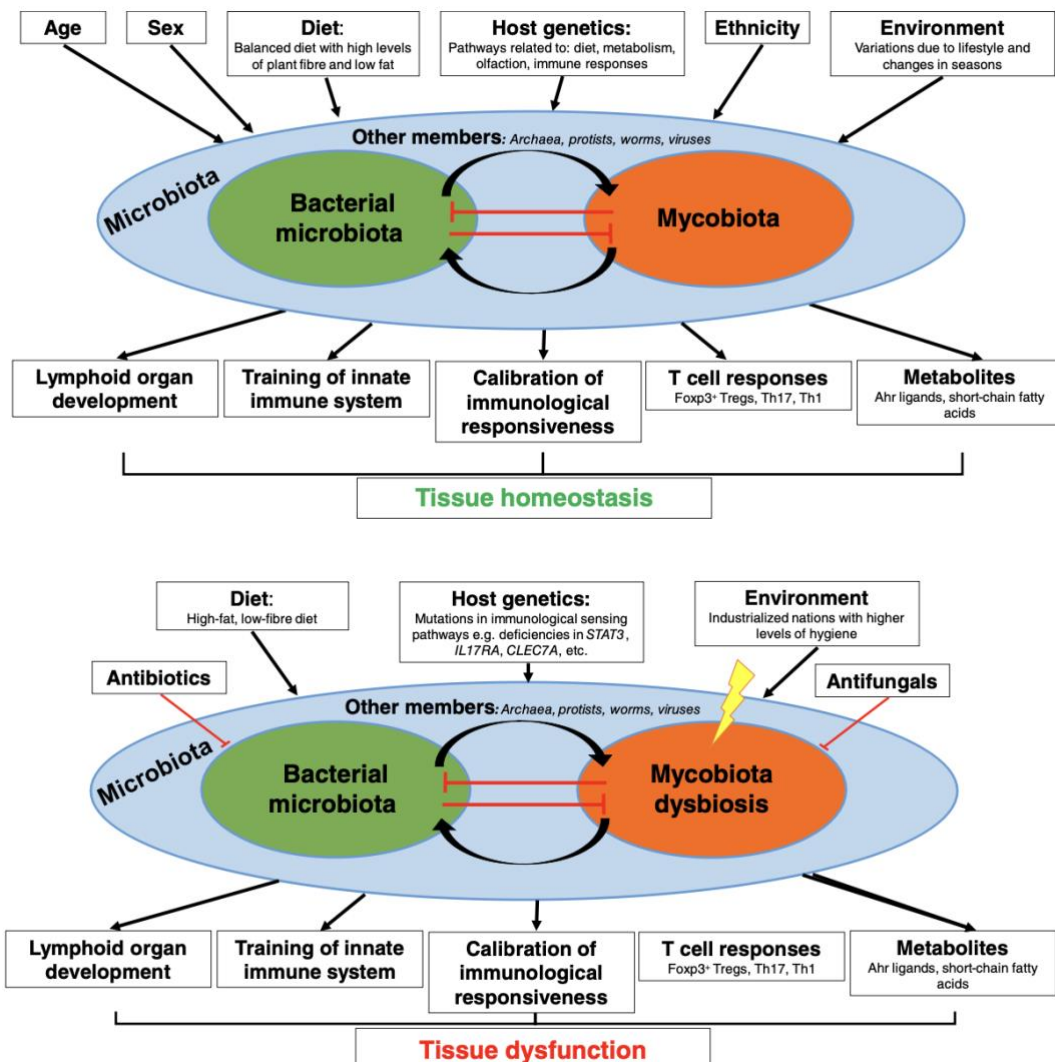 Age
Sex
Diet:
Balanced diet with high levels
of plant fibre and low fat
Host genetics:
Pathways related to: diet, metabolism,
olfaction, immune responses
Ethnicity
Environment
Variations due to lifestyle and
changes in seasons
Other members: Archaea, protists, worms, viruses
Microbiota
Bacterial
microbiota
Mycobiota
Lymphoid organ
development
Training of innate
immune system
Calibration of
immunological
responsiveness
T cell responses
Foxp3⁺ Tregs, Th17, Th1
Metabolites
Ahr ligands, short-chain fatty
acids
Tissue homeostasis
Diet:
High-fat, low-fibre diet
Host genetics:
Mutations in immunological sensing
pathways e.g. deficiencies in STAT3,
IL17RA, CLEC7A, etc.
Environment
Industrialized nations with higher
levels of hygiene
Antibiotics
Antifungals
Other members: Archaea, protists, worms, viruses
Microbiota
Bacterial
microbiota
Mycobiota
dysbiosis
Lymphoid organ
development
Training of innate
immune system
Calibration of
immunological
responsiveness
T cell responses
Foxp3⁺ Tregs, Th17, Th1
Metabolites
Ahr ligands, short-chain fatty
acids
Tissue dysfunction